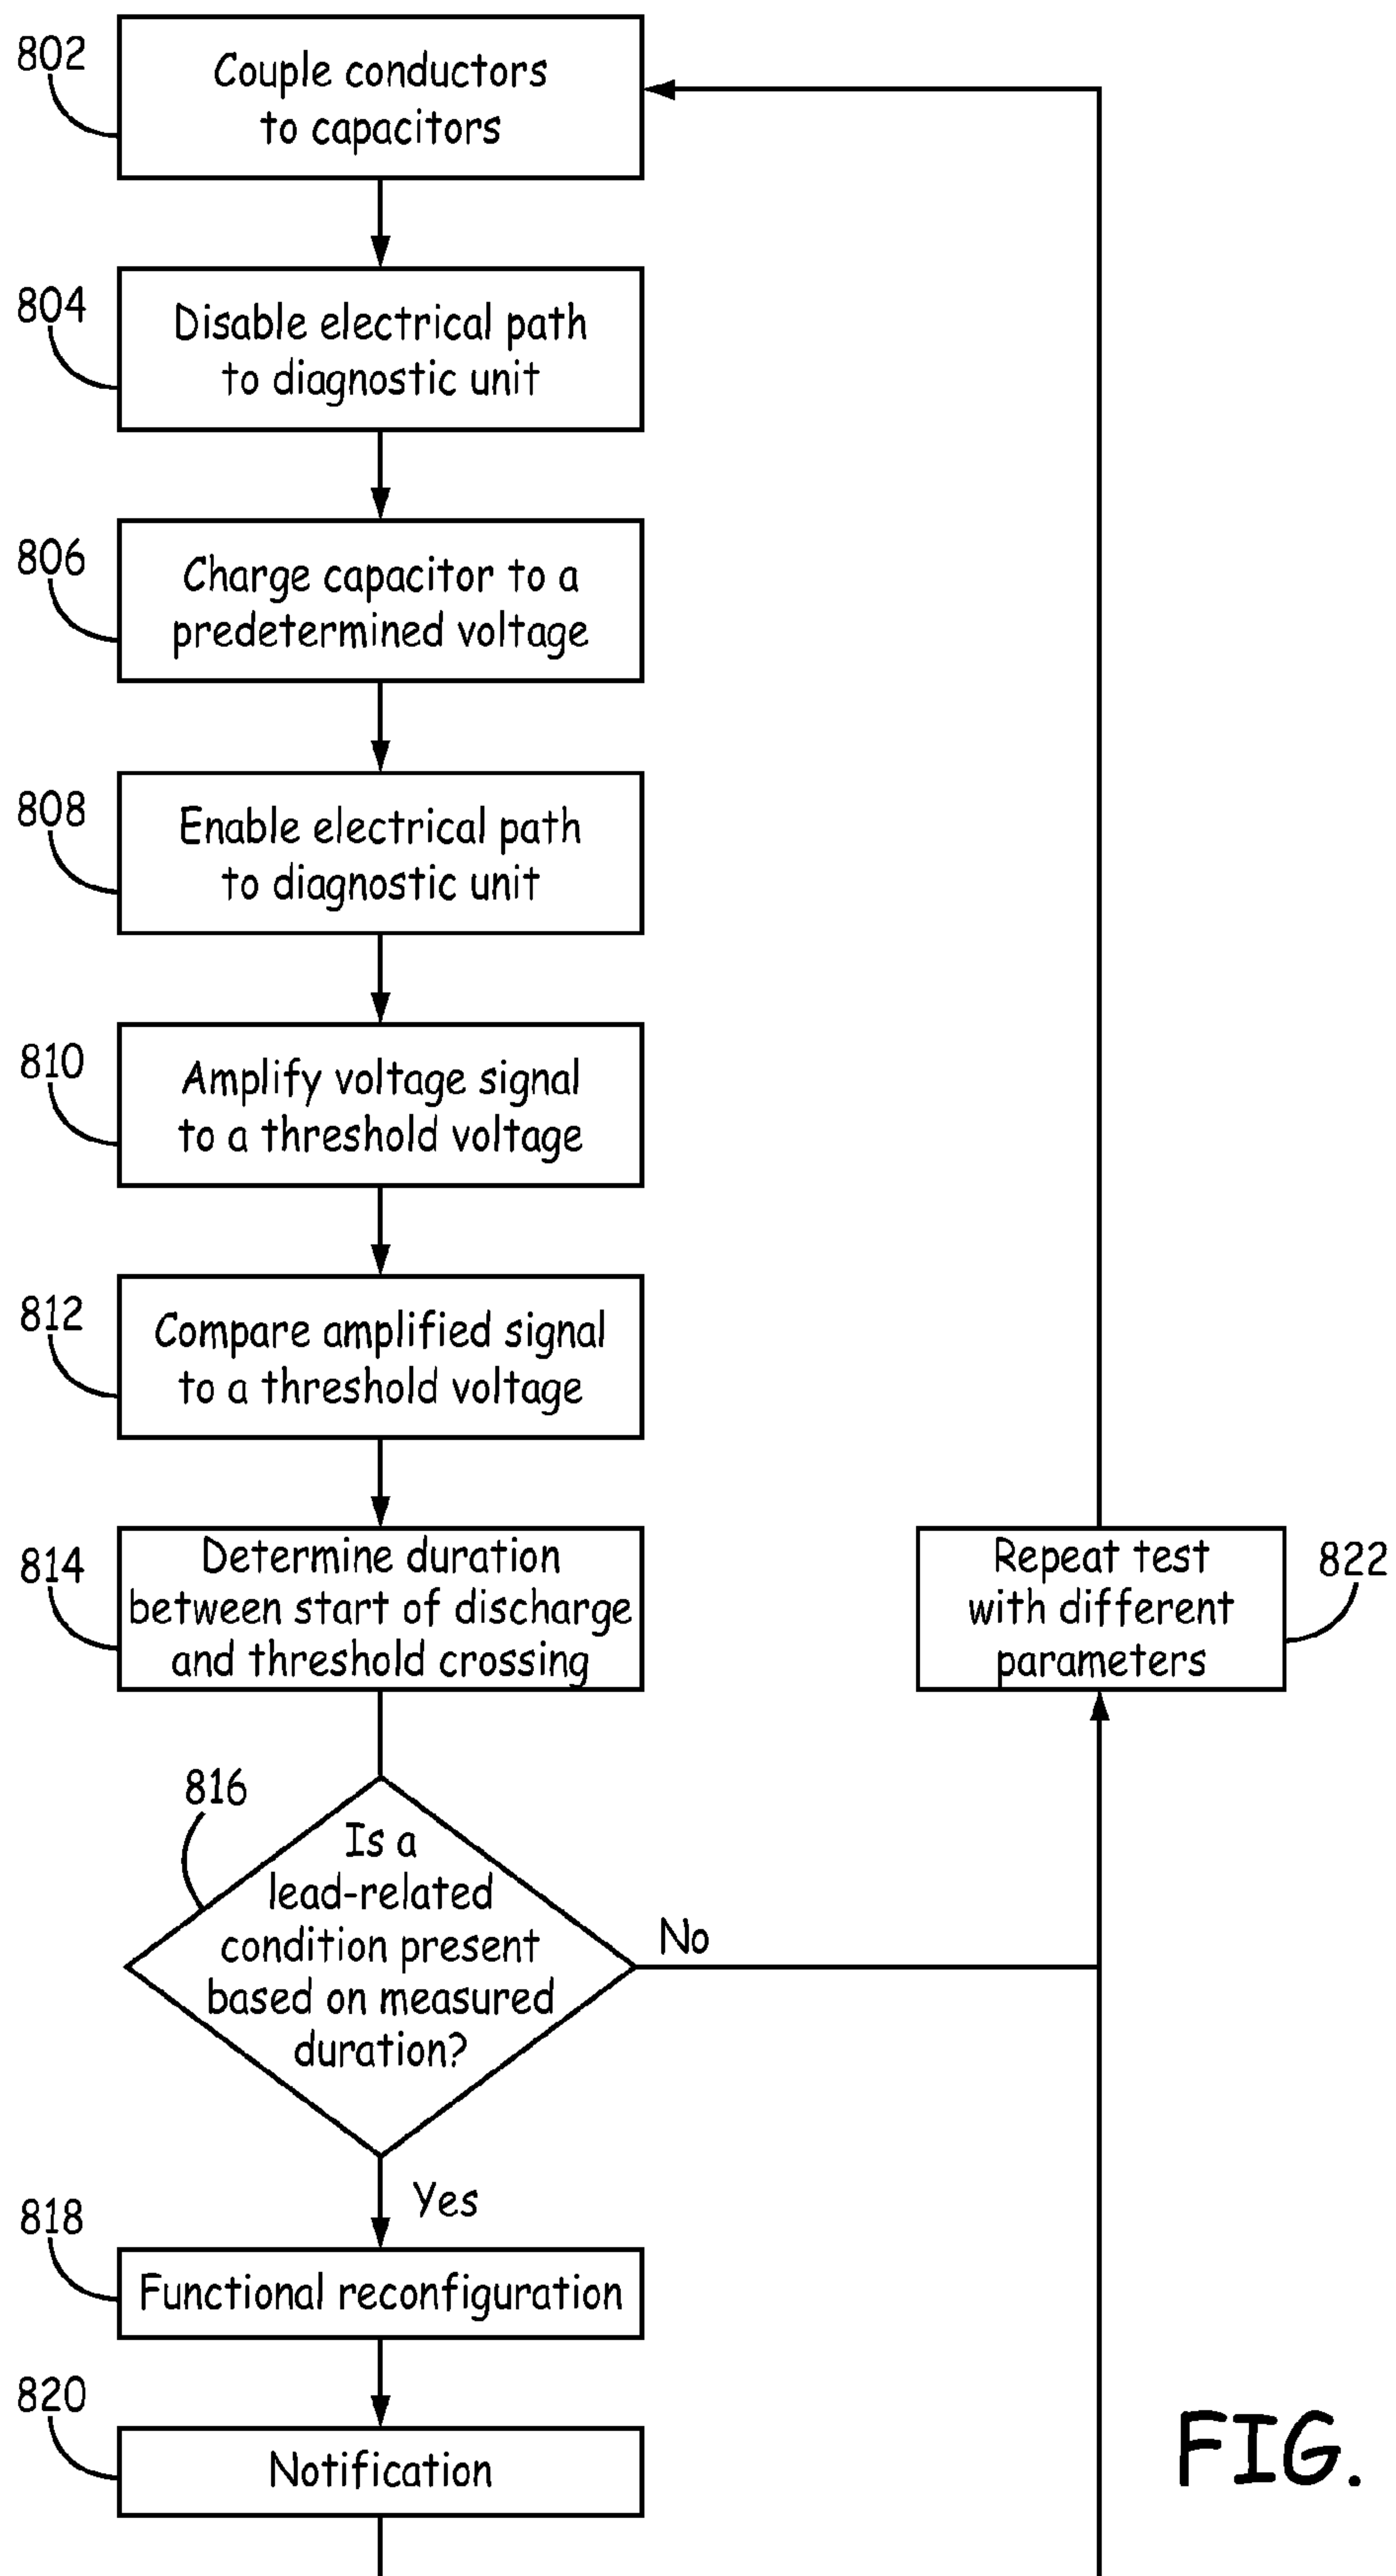 802
Couple conductors
to capacitors
804
Disable electrical path
to diagnostic unit
806
Charge capacitor to a
predetermined voltage
808
Enable electrical path
to diagnostic unit
810
Amplify voltage signal
to a threshold voltage
812
Compare amplified signal
to a threshold voltage
814
Determine duration
between start of discharge
and threshold crossing
Repeat test
with different
parameters
822
816
Is a
lead-related
condition present
based on measured
duration?
No
Yes
818
Functional reconfiguration
820
Notification
FIG.